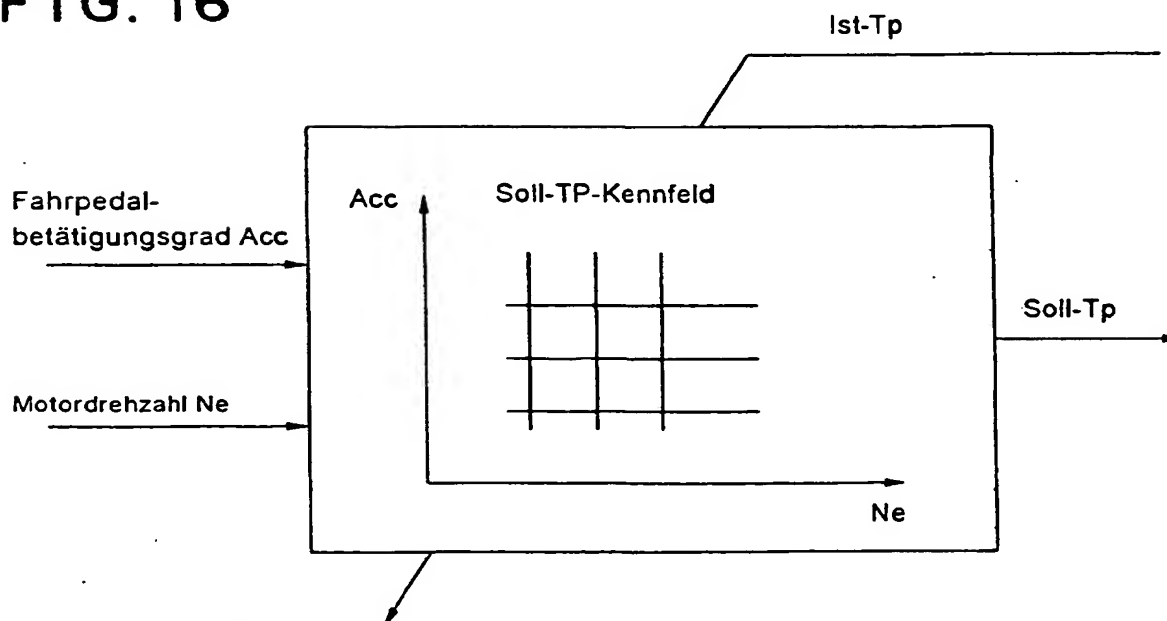 FIG. 16
Ist-Tp
Fahrpedal-
betätigungsgrad Acc
Acc
Soll-TP-Kennfeld
Soll-Tp
Motordrehzahl Ne
Ne